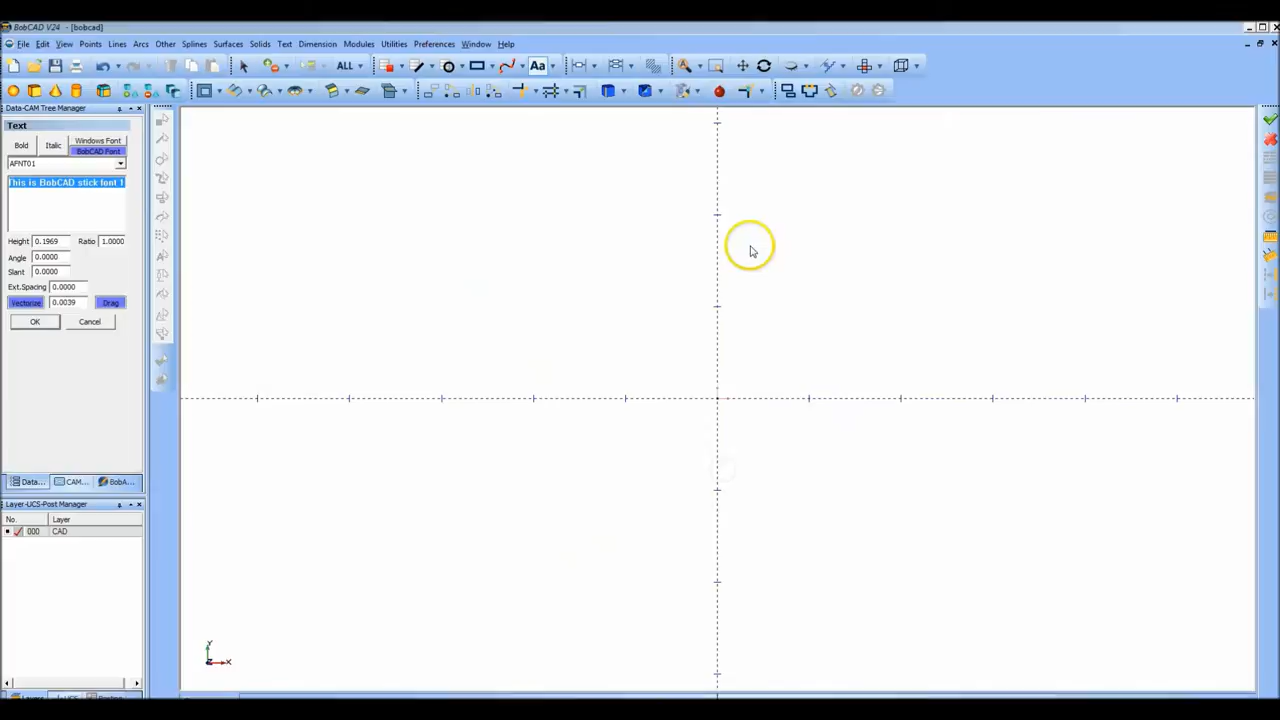 BobCAD V24 - [bobcad]
File Edit View Points Lines Arcs Other Splines Surfaces Solids Text Dimension Modules Utilities Preferences Window Help
ALL
Aa
Data-CAM Tree Manager
Text
Bold Italic Windows Font
BobCAD Font
AFNT01
This is BobCAD stick font 1
Height 0.1969 Ratio 1.0000
Angle 0.0000
Slant 0.0000
Ext.Spacing 0.0000
Vectorize 0.0039 Drag
OK Cancel
Data... CAM... BobA...
Layer-UCS-Post Manager
No. Layer
000 CAD
Y
X